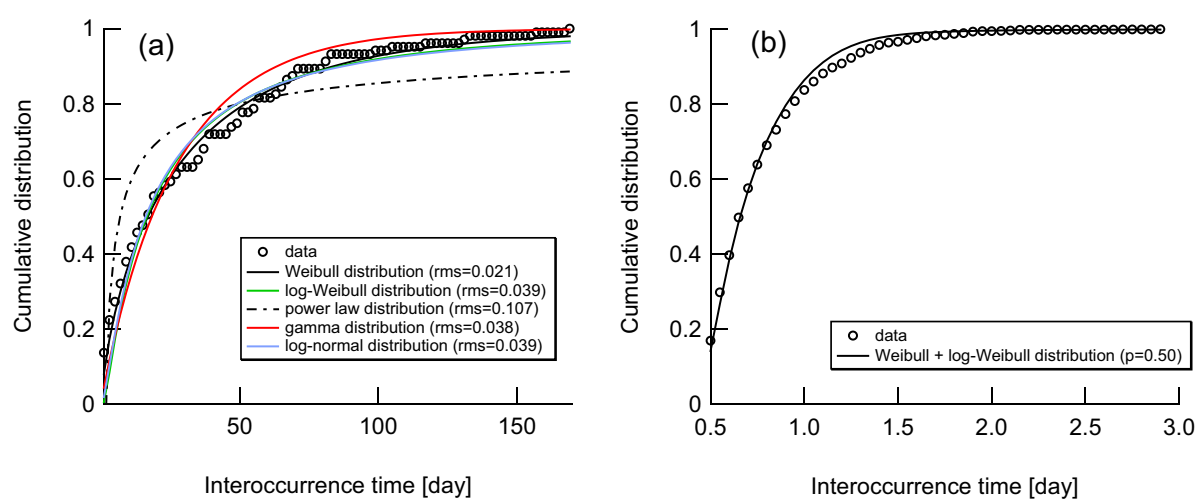 (a)
Cumulative distribution
1
0.8
0.6
0.4
0.2
0
data
Weibull distribution (rms=0.021)
log-Weibull distribution (rms=0.039)
power law distribution (rms=0.107)
gamma distribution (rms=0.038)
log-normal distribution (rms=0.039)
50
100
150
Interoccurrence time [day]
(b)
Cumulative distribution
1
0.8
0.6
0.4
0.2
0
data
Weibull + log-Weibull distribution (p=0.50)
0.5
1.0
1.5
2.0
2.5
3.0
Interoccurrence time [day]